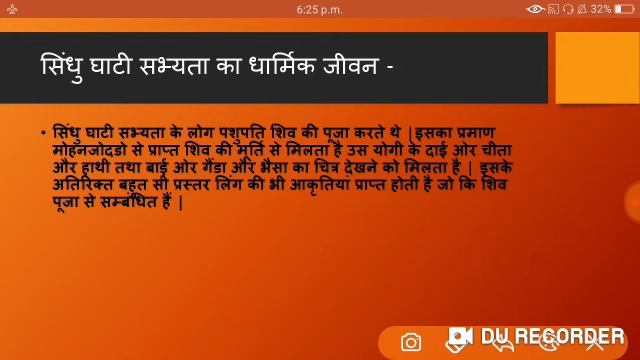 6:25 p.m.
32%
सिंधु घाटी सभ्यता का धार्मिक जीवन -
• सिंधु घाटी सभ्यता के लोग पशुपति शिव की पूजा करते थे |इसका प्रमाण
मोहनजोदडो से प्राप्त शिव की मूर्ति से मिलता है उस योगी के दाई ओर चीता
और हाथी तथा बाई ओर गैंडा और भैसा का चित्र देखने को मिलता है | इसके
अतिरिक्त बहुत सी प्रस्तर लिंग की भी आकृतियां प्राप्त होती है जो कि शिव
पूजा से सम्बंधित हैं |
DU RECORDER